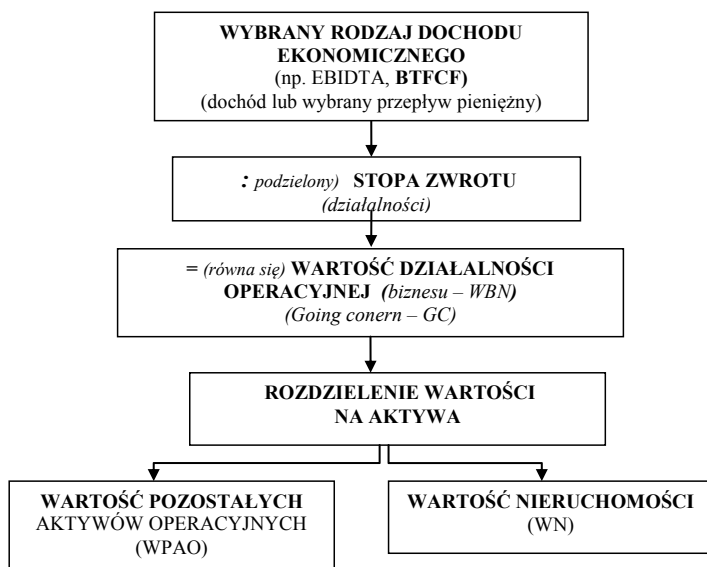 WYBRANY RODZAJ DOCHODU
EKONOMICZNEGO
(np. EBIDTA, BTFCF)
(dochód lub wybrany przepływ pieniężny)
: podzielony) STOPA ZWROTU
(działalności)
= (równa się) WARTOŚĆ DZIAŁALNOŚCI
OPERACYJNEJ (biznesu – WBN)
(Going conern – GC)
ROZDZIELENIE WARTOŚCI
NA AKTYWA
WARTOŚĆ POZOSTAŁYCH
AKTYWÓW OPERACYJNYCH
(WPAO)
WARTOŚĆ NIERUCHOMOŚCI
(WN)